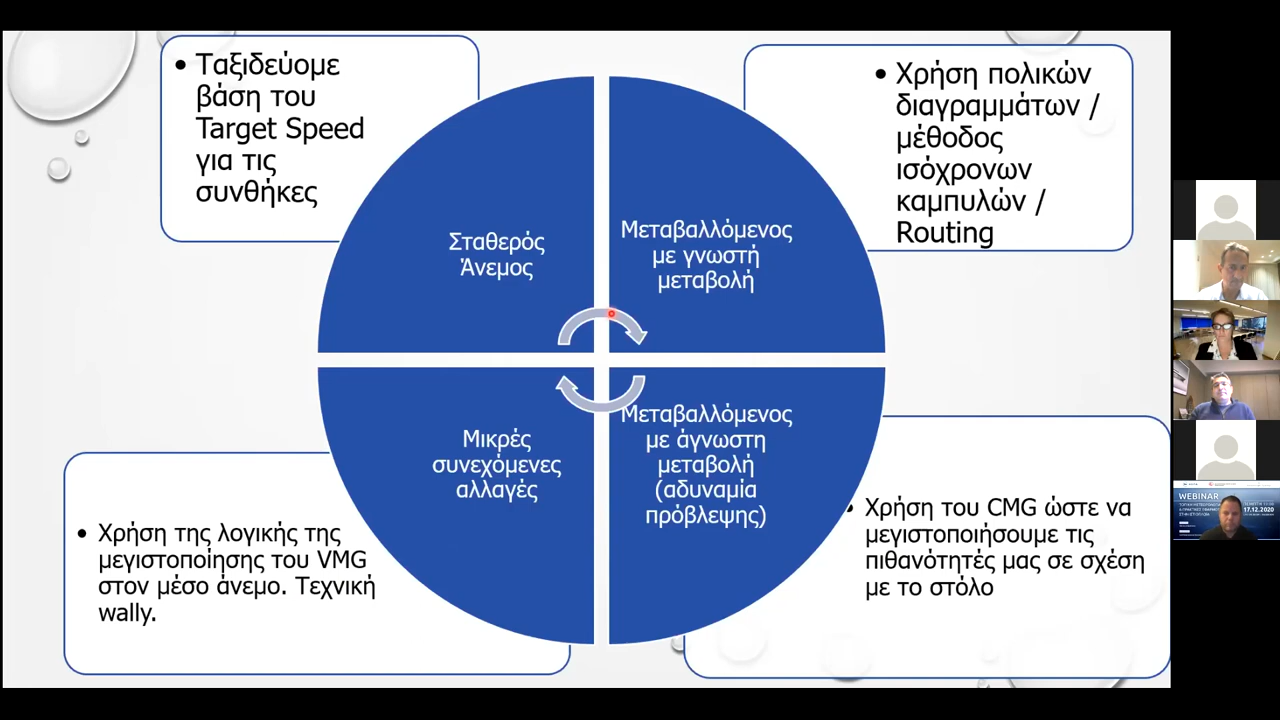 • Ταξιδεύομε
βάση του
Target Speed
για τις
συνθήκες
• Χρήση πολικών
διαγραμμάτων /
μέθοδος
ισόχρονων
καμπυλών /
Routing
Σταθερός
Άνεμος
Μεταβαλλόμενος
με γνωστή
μεταβολή
Μικρές
συνεχόμενες
αλλαγές
Μεταβαλλόμενος
με άγνωστη
μεταβολή
(αδυναμία
πρόβλεψης)
• Χρήση της λογικής της
μεγιστοποίησης του VMG
στον μέσο άνεμο. Τεχνική
wally.
• Χρήση του CMG ώστε να
μεγιστοποιήσουμε τις
πιθανότητές μας σε σχέση
με το στόλο
WEBINAR
17.12.2020